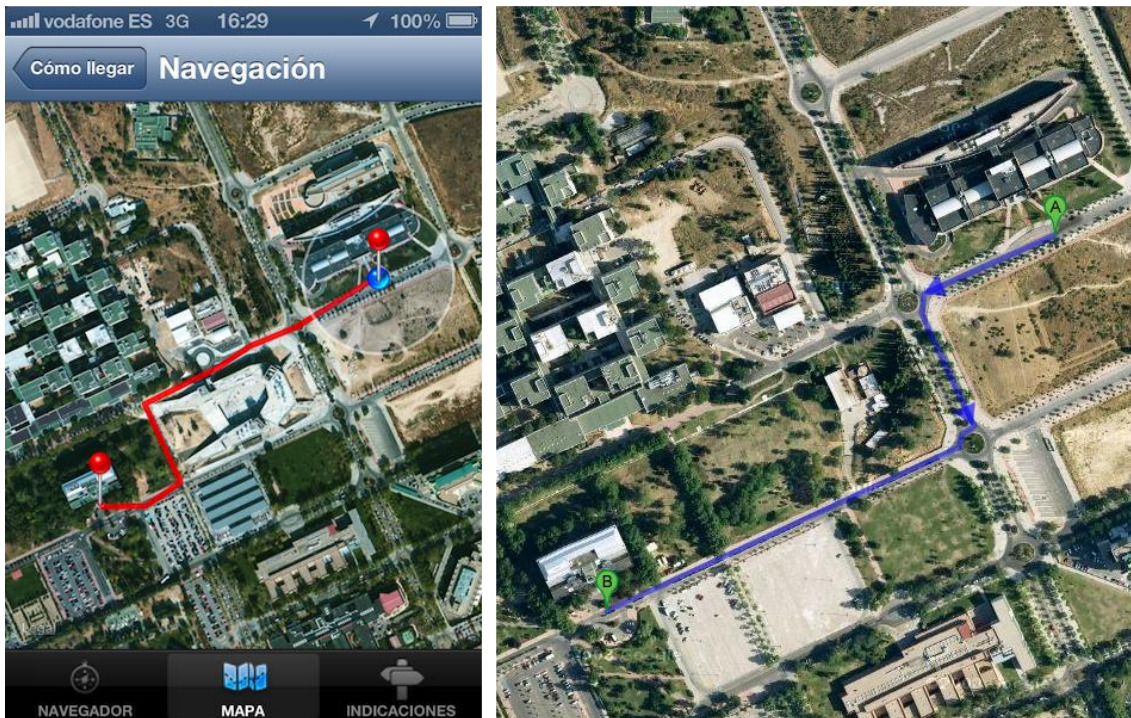 vodafone ES 3G 16:29 100%
Cómo llegar Navegación
NAVEGADOR MAPA INDICACIONES
A
B